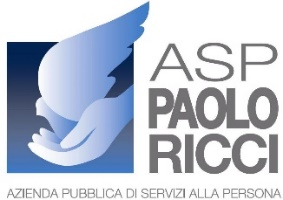 ASP
PAOLO
RICCI
AZIENDA PUBBLICA DI SERVIZI ALLA PERSONA